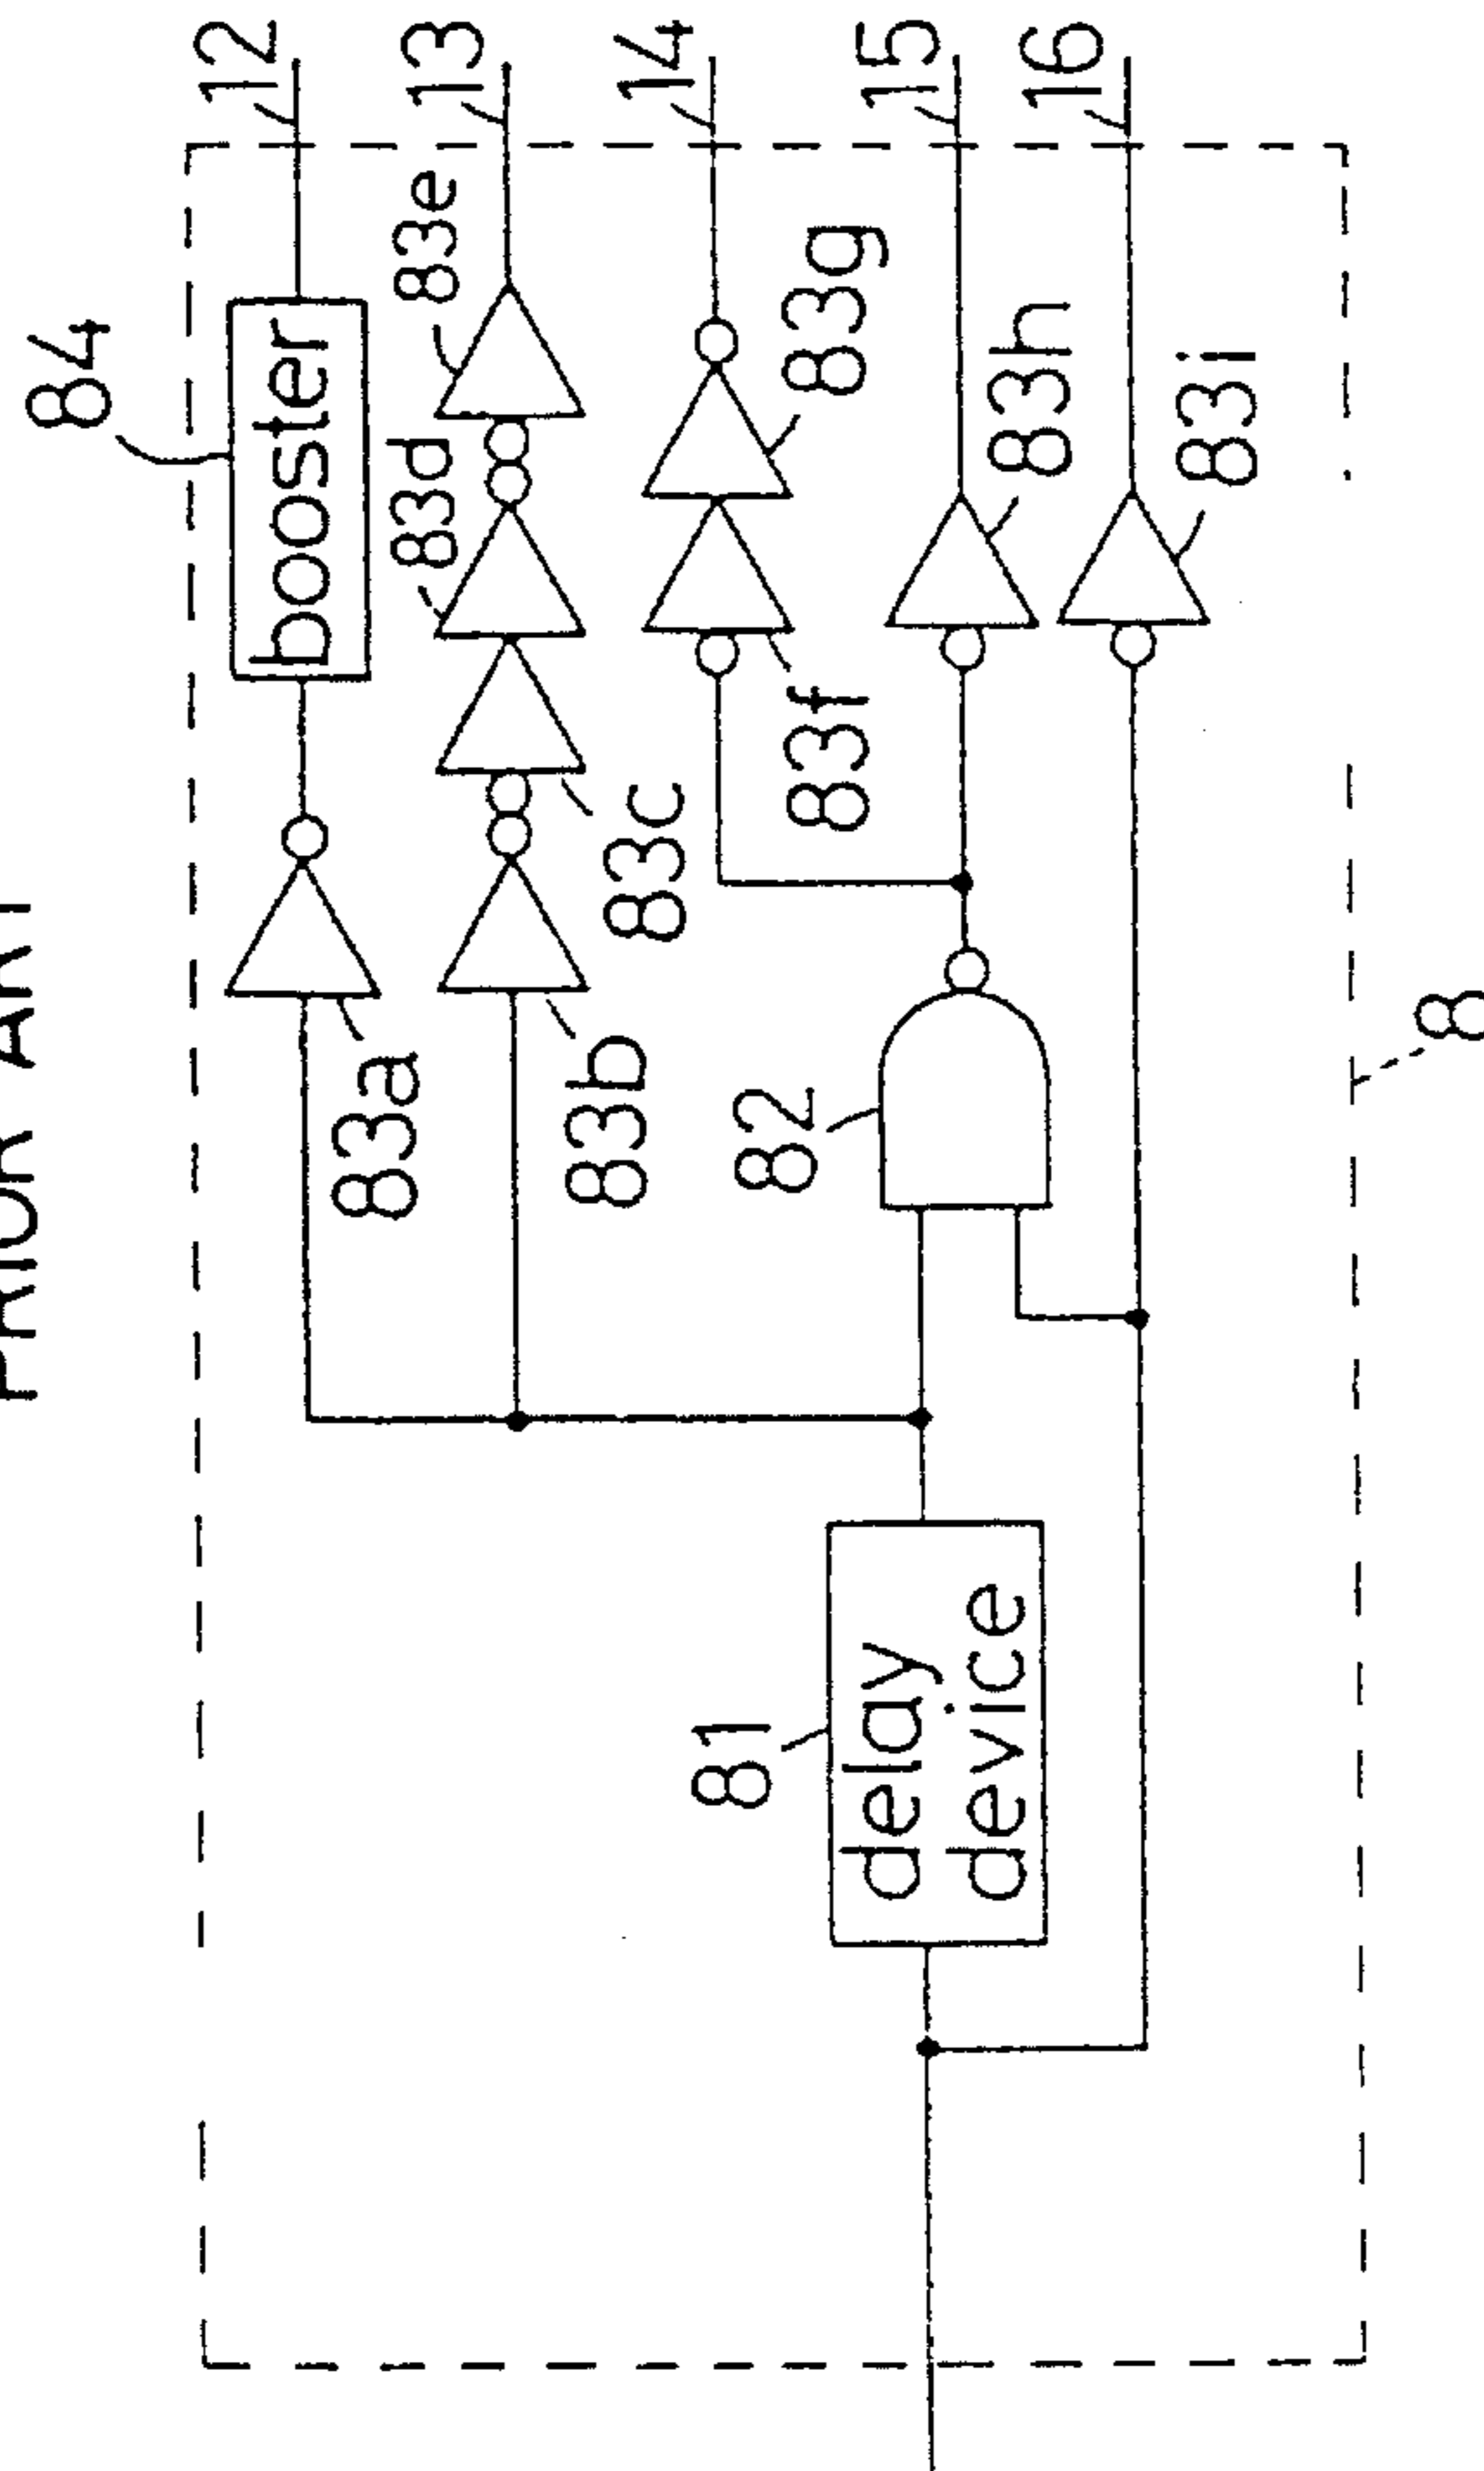 PRIOR ART
84
booster
12
83a
83b
83c
83d
83e
13
83f
83g
14
82
83h
15
83i
16
81
delay
device
8